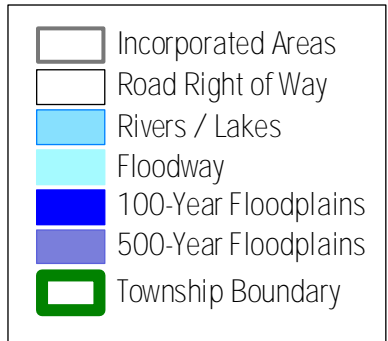 Incorporated Areas
Road Right of Way
Rivers / Lakes
Floodway
100-Year Floodplains
500-Year Floodplains
Township Boundary